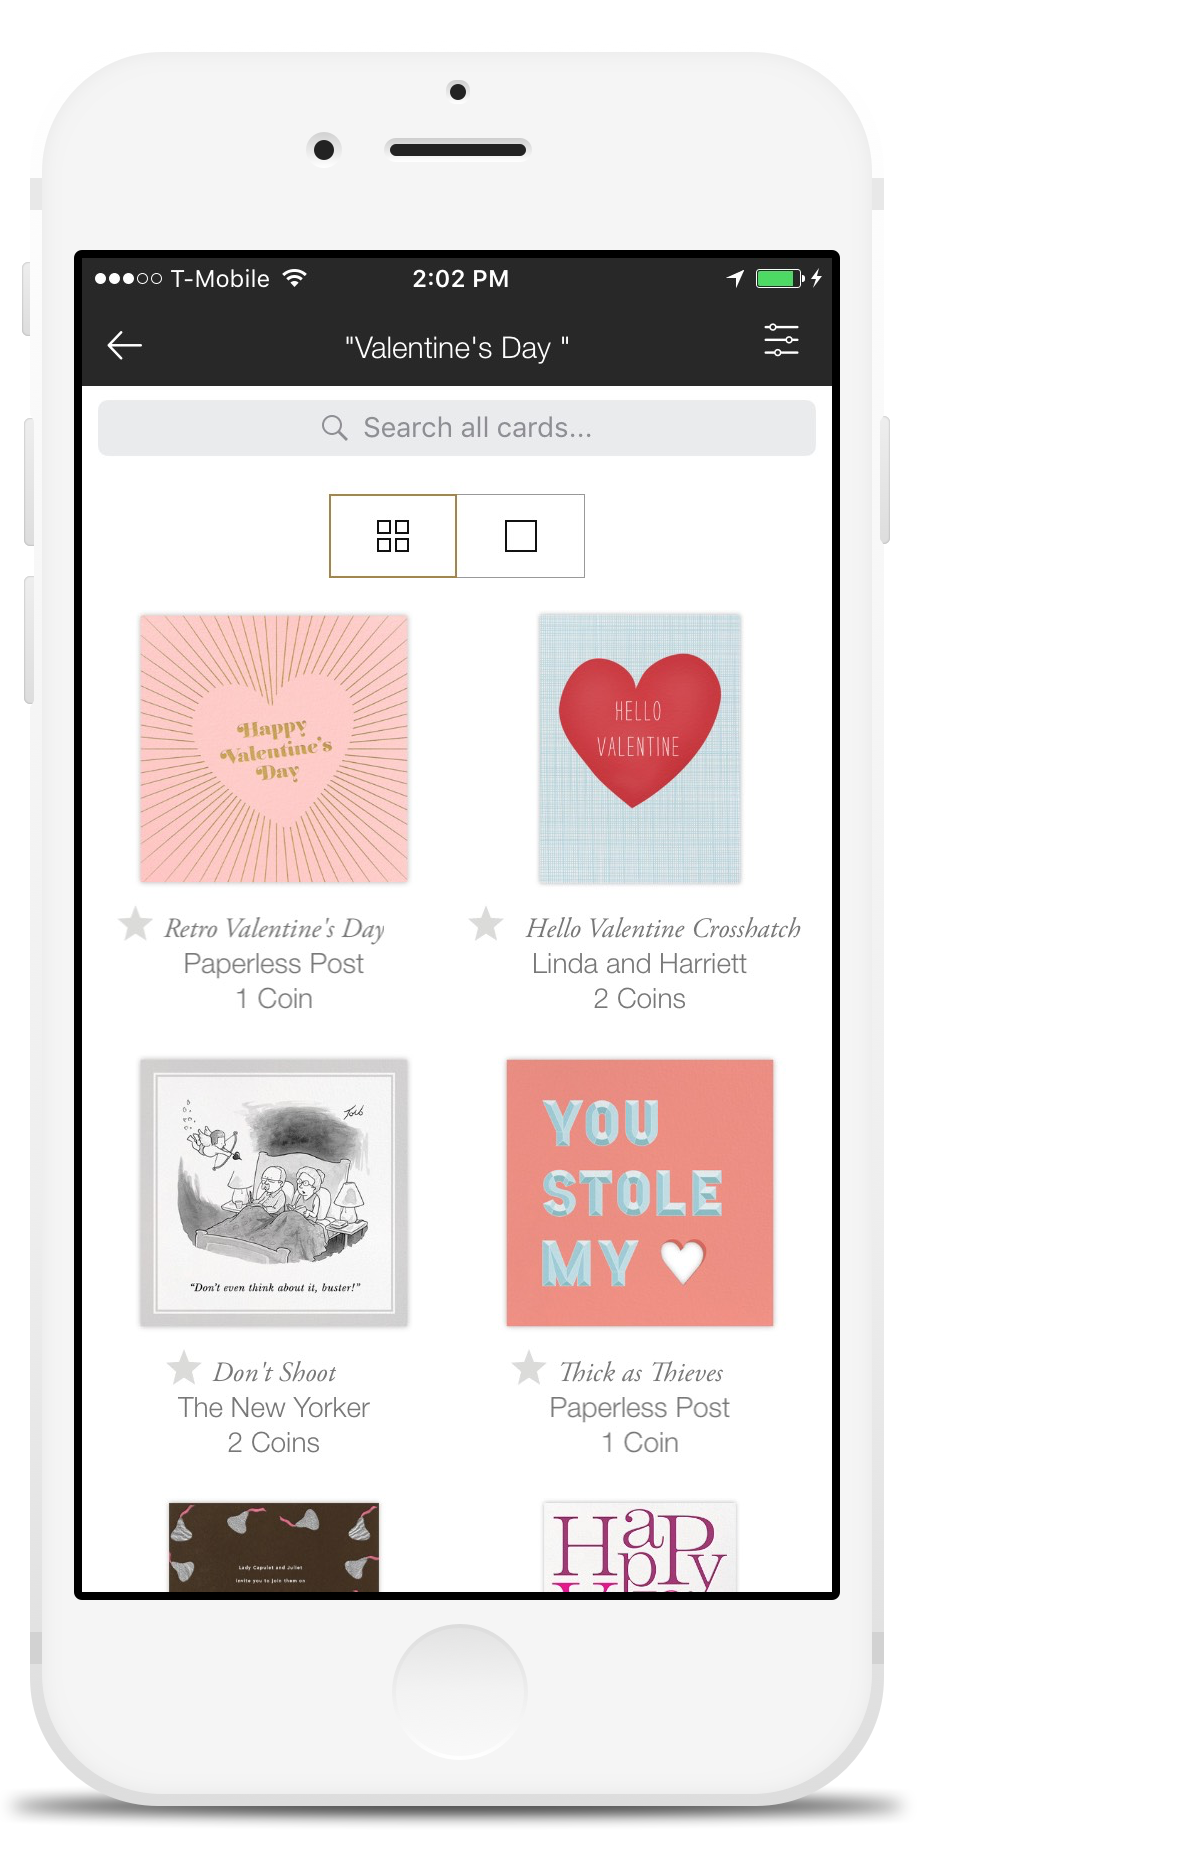 T-Mobile 2:02 PM
"Valentine's Day "
Search all cards...
Happy
Valentine's
Day
HELLO
VALENTINE
Retro Valentine's Day
Paperless Post
1 Coin
Hello Valentine Crosshatch
Linda and Harriett
2 Coins
Toro
"Don't even think about it, buster!"
YOU
STOLE
MY
Don't Shoot
The New Yorker
2 Coins
Thick as Thieves
Paperless Post
1 Coin
Lady Capulet and Juliet
invite you to join them on
HaPPy